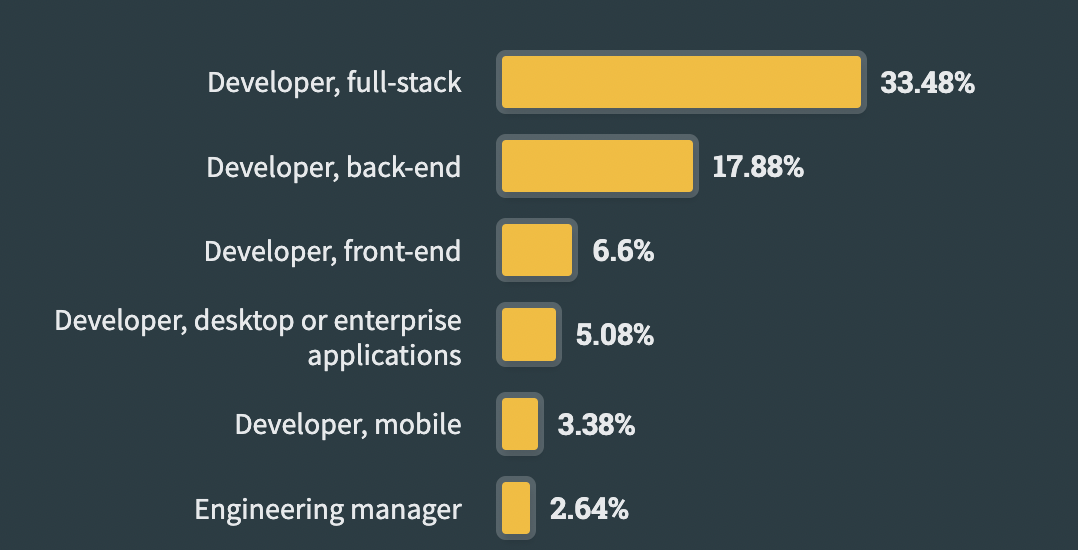 Developer, full-stack 33.48%
Developer, back-end 17.88%
Developer, front-end 6.6%
Developer, desktop or enterprise
applications 5.08%
Developer, mobile 3.38%
Engineering manager 2.64%